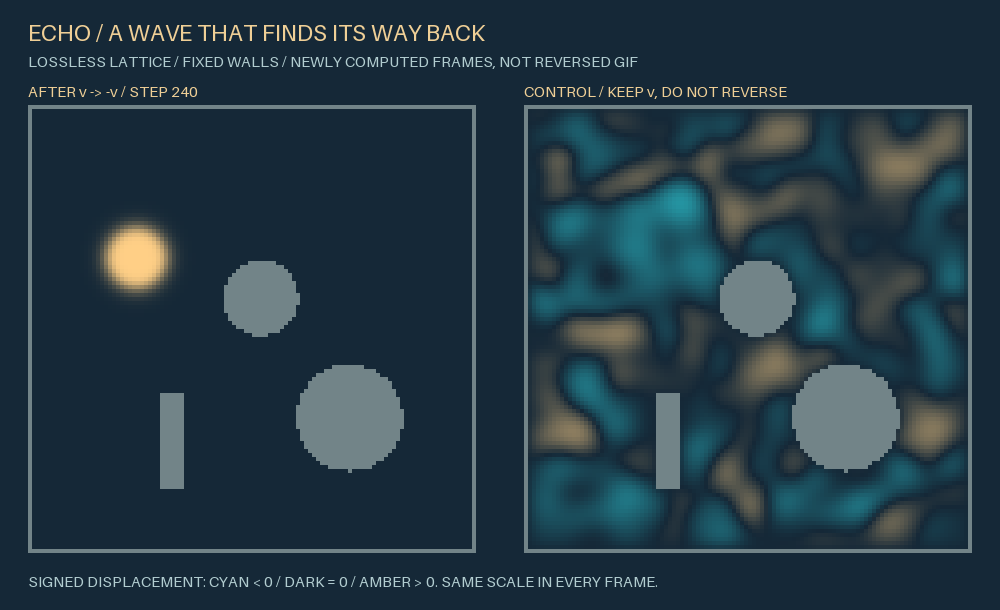 ECHO / A WAVE THAT FINDS ITS WAY BACK
LOSSLESS LATTICE / FIXED WALLS / NEWLY COMPUTED FRAMES, NOT REVERSED GIF
AFTER v -> -v / STEP 240
CONTROL / KEEP v, DO NOT REVERSE
SIGNED DISPLACEMENT: CYAN < 0 / DARK = 0 / AMBER > 0. SAME SCALE IN EVERY FRAME.